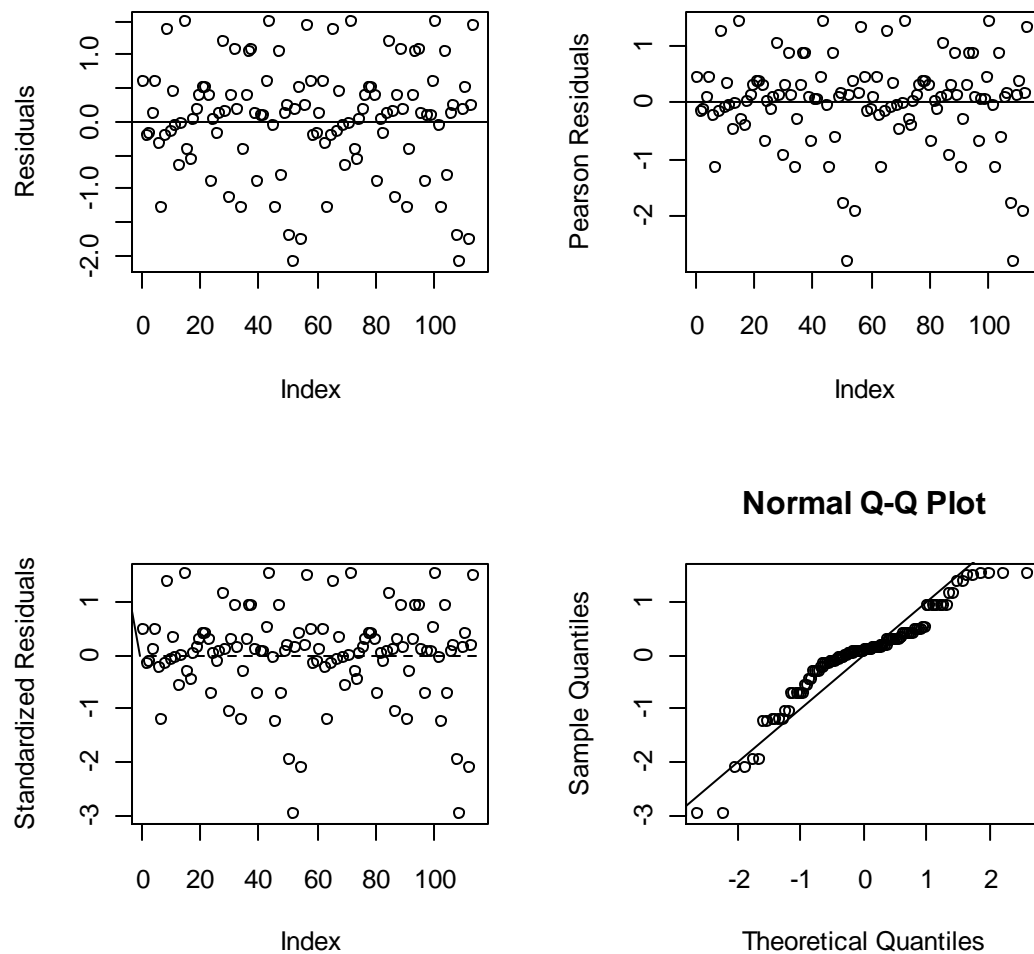 Residuals
1.0
0.0
-1.0
-2.0
0 20 40 60 80 100
Index
Pearson Residuals
1
0
-1
-2
0 20 40 60 80 100
Index
Standardized Residuals
1
0
-1
-2
-3
0 20 40 60 80 100
Index
Normal Q-Q Plot
Sample Quantiles
1
0
-1
-2
-3
-2 -1 0 1 2
Theoretical Quantiles